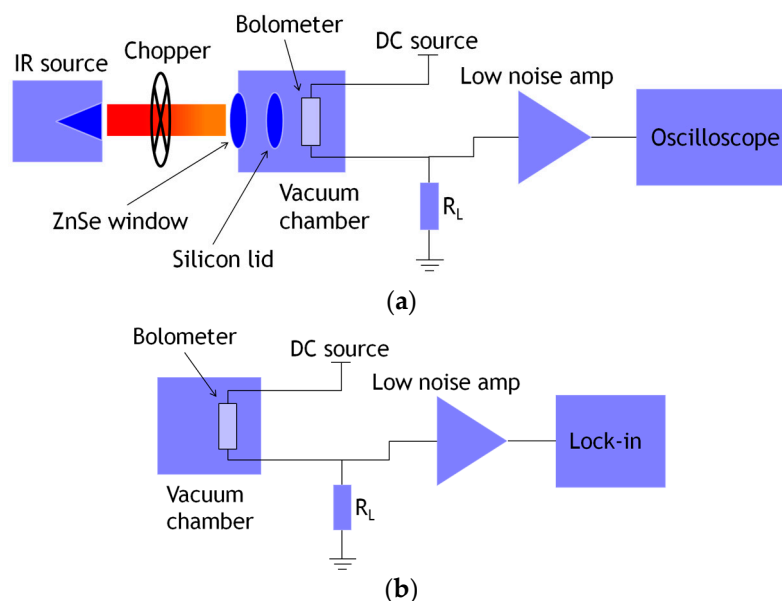 IR source
Chopper
Bolometer
DC source
Low noise amp
Oscilloscope
ZnSe window
Silicon lid
Vacuum
chamber
RL
(a)
Bolometer
DC source
Low noise amp
Lock-in
Vacuum
chamber
RL
(b)